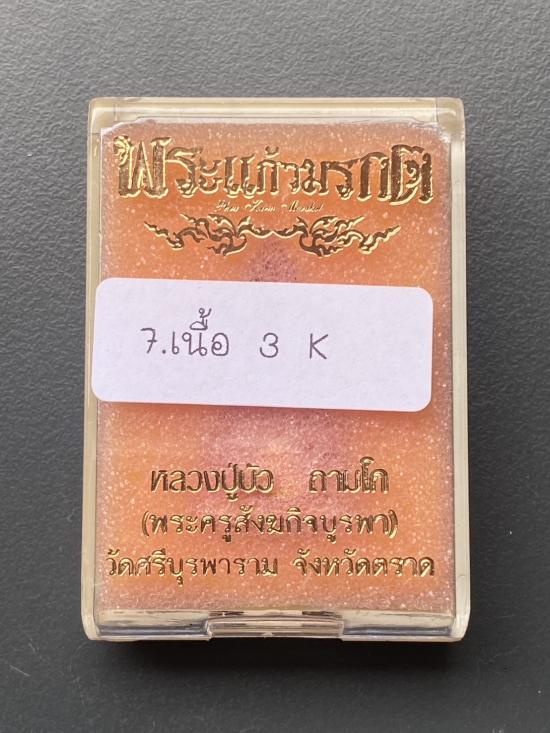 พระแก้วมรกต
Phra Kaew Morakot
7.เนื้อ 3 K
หลวงปู่บัว ถามโก
(พระครูสังฆกิจบูรพา)
วัดศรีบุรพาราม จังหวัดตราด